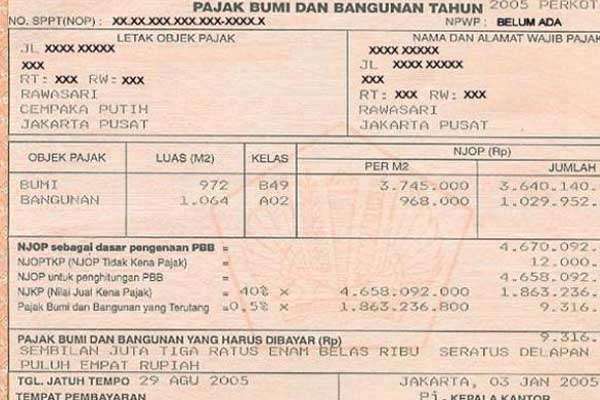 PAJAK BUMI DAN BANGUNAN TAHUN 2005 PERKOT
NO. SPPT(NOP) : XX.XX.XXX.XXX.XXX-XXXX.X NPWP : BELUM ADA
LETAK OBJEK PAJAK NAMA DAN ALAMAT WAJIB PAJAK
JL XXXX XXXXX XXXX XXXXX
XXX JL XXXX XXXXX
RT: XXX RW: XXX XXX
RAWASARI RT: XXX RW: XXX
CEMPAKA PUTIH RAWASARI
JAKARTA PUSAT JAKARTA PUSAT
OBJEK PAJAK LUAS (M2) KELAS NJOP (Rp)
PER M2 JUMLAH
BUMI 972 B49 3.745.000 3.640.140.
BANGUNAN 1.064 A02 968.000 1.029.952.
NJOP sebagai dasar pengenaan PBB = 4.670.092.
NJOPTKP (NJOP Tidak Kena Pajak) = 12.000.
NJOP untuk penghitungan PBB = 4.658.092.
NJKP (Nilai Jual Kena Pajak) = 40% X 4.658.092.000 1.863.236.
Pajak Bumi dan Bangunan yang Terutang =0,5% X 1.863.236.800 9.316.
PAJAK BUMI DAN BANGUNAN YANG HARUS DIBAYAR (Rp) 9.316.
SEMBILAN JUTA TIGA RATUS ENAM BELAS RIBU SERATUS DELAPAN
PULUH EMPAT RUPIAH
TGL. JATUH TEMPO 29 AGU 2005 JAKARTA, 03 JAN 2005
TEMPAT PEMBAYARAN Pj. KEPALA KANTOR